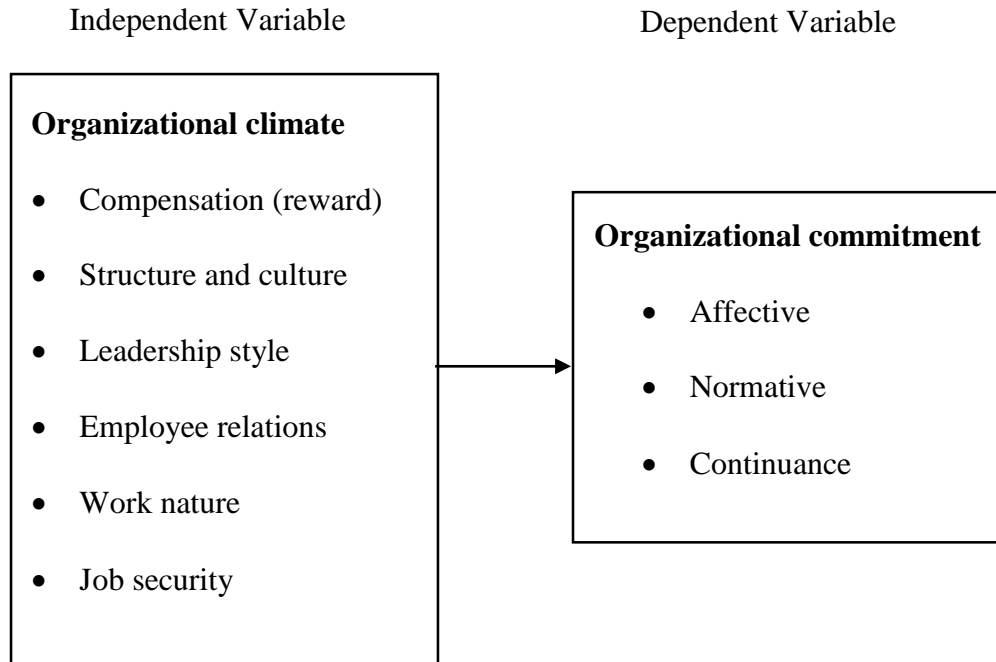 Independent Variable
Dependent Variable
Organizational climate
• Compensation (reward)
• Structure and culture
• Leadership style
• Employee relations
• Work nature
• Job security
Organizational commitment
• Affective
• Normative
• Continuance